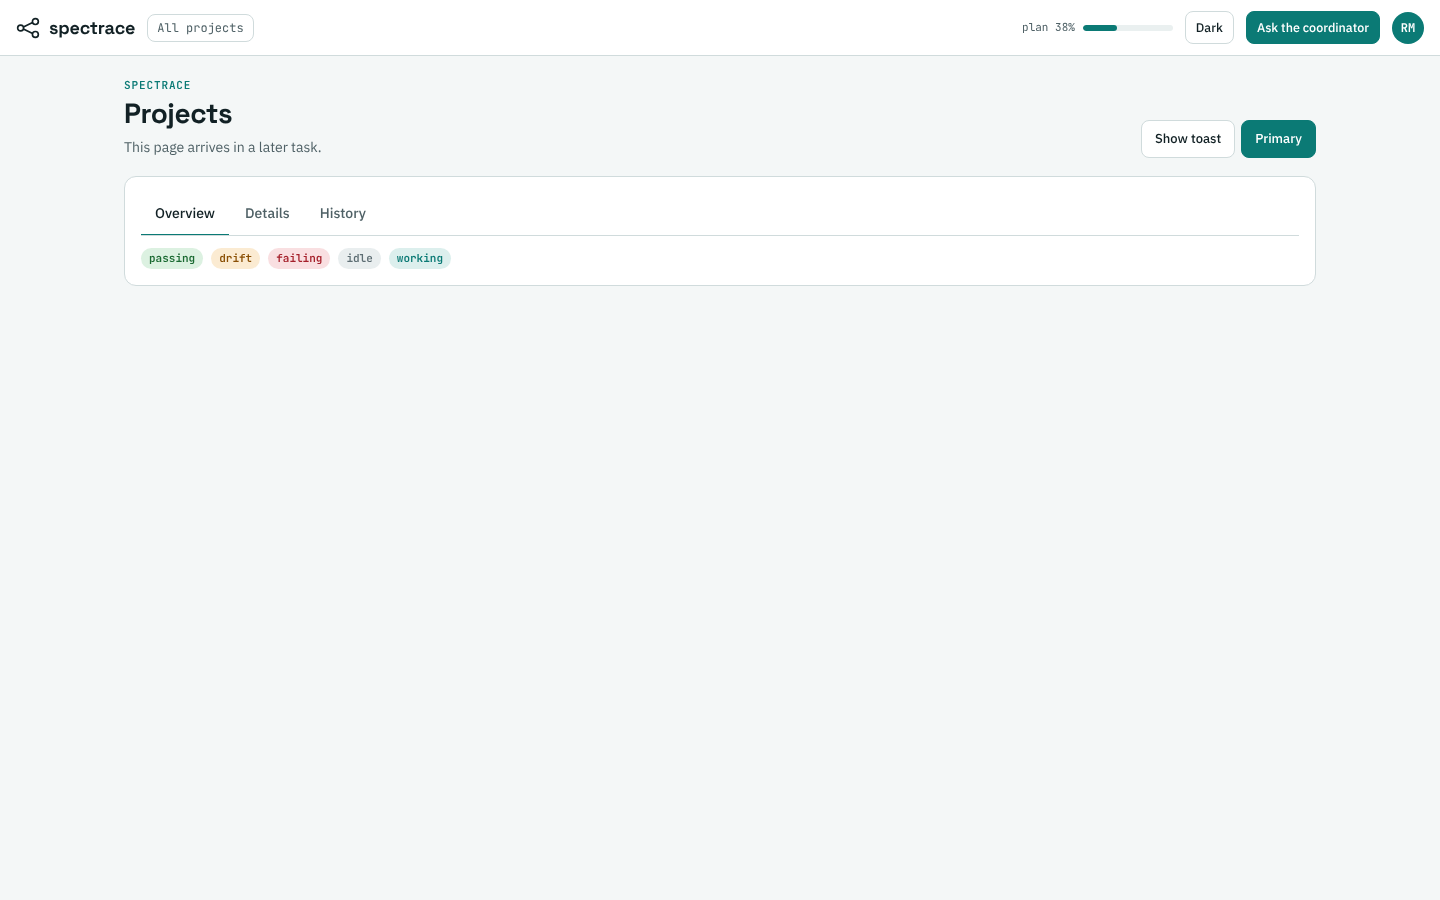 spectrace All projects plan 38% Dark Ask the coordinator RM
SPECTRACE
Projects
This page arrives in a later task.
Show toast Primary
Overview Details History
passing drift failing idle working